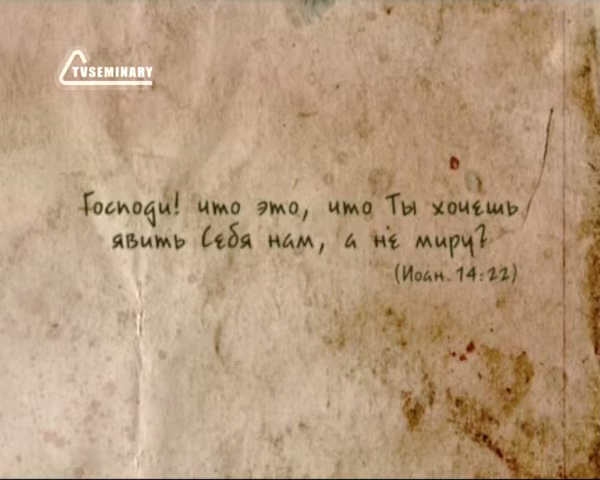 TVSEMINARY
Господи! что это, что Ты хочешь
явить Себя нам, а не миру?
(Иоан. 14:22)